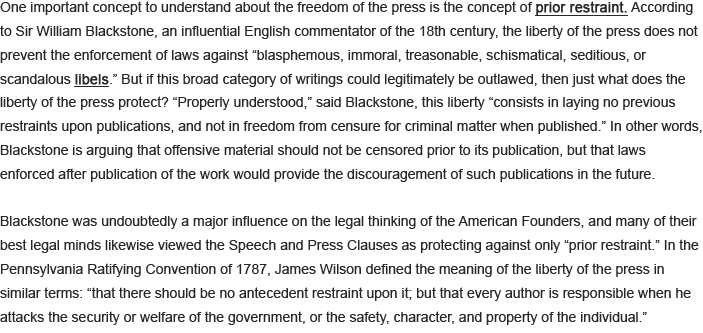 One important concept to understand about the freedom of the press is the concept of prior restraint. According
to Sir William Blackstone, an influential English commentator of the 18th century, the liberty of the press does not
prevent the enforcement of laws against “blasphemous, immoral, treasonable, schismatical, seditious, or
scandalous libels.” But if this broad category of writings could legitimately be outlawed, then just what does the
liberty of the press protect? “Properly understood,” said Blackstone, this liberty “consists in laying no previous
restraints upon publications, and not in freedom from censure for criminal matter when published.” In other words,
Blackstone is arguing that offensive material should not be censored prior to its publication, but that laws
enforced after publication of the work would provide the discouragement of such publications in the future.
Blackstone was undoubtedly a major influence on the legal thinking of the American Founders, and many of their
best legal minds likewise viewed the Speech and Press Clauses as protecting against only “prior restraint.” In the
Pennsylvania Ratifying Convention of 1787, James Wilson defined the meaning of the liberty of the press in
similar terms: “that there should be no antecedent restraint upon it; but that every author is responsible when he
attacks the security or welfare of the government, or the safety, character, and property of the individual.”